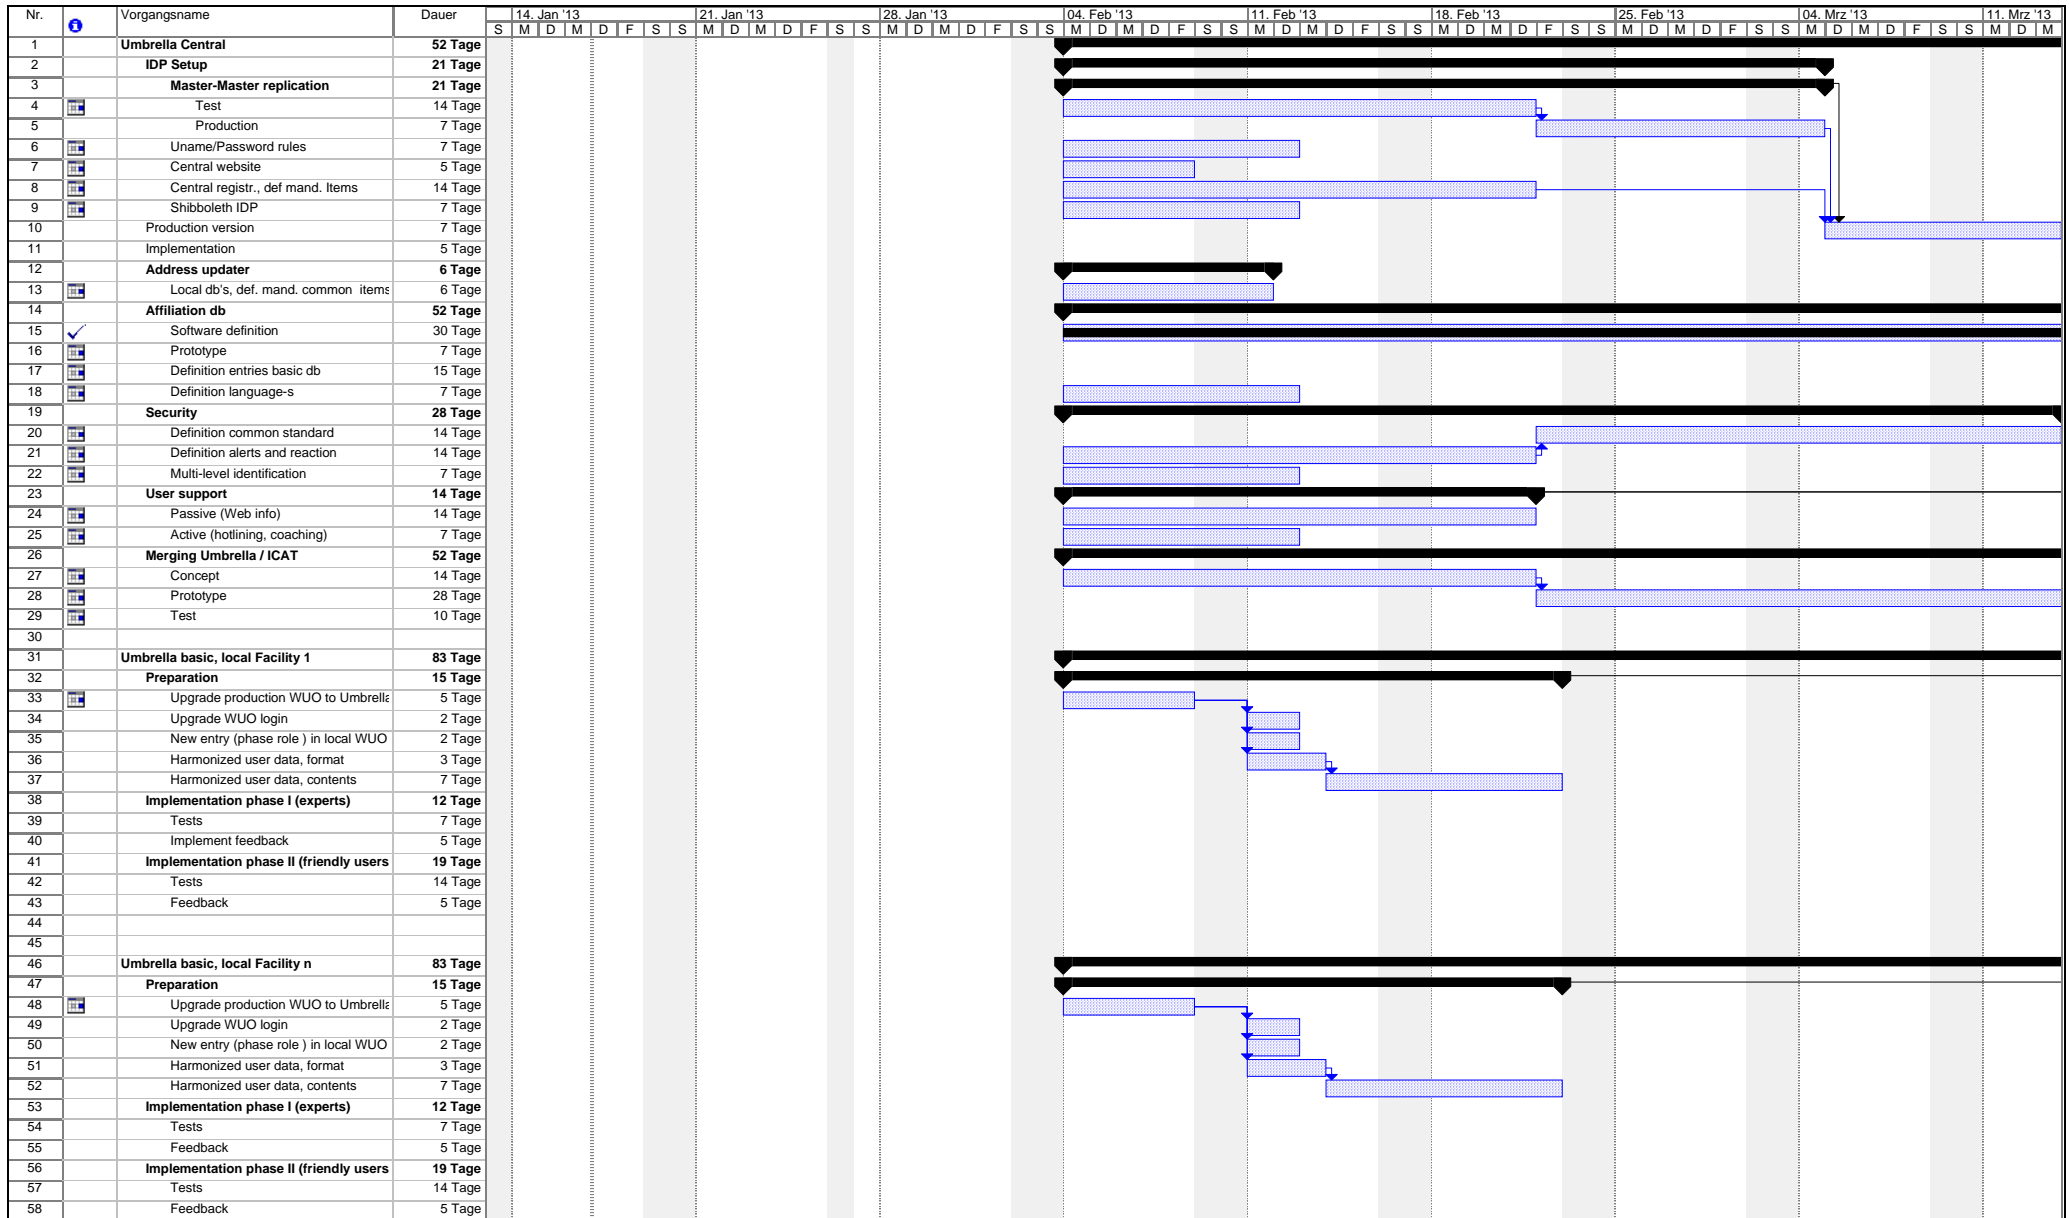 Nr. Vorgangsname Dauer 14. Jan '13 21. Jan '13 28. Jan '13 04. Feb '13 11. Feb '13 18. Feb '13 25. Feb '13 04. Mrz '13 11. Mrz '13
S M D M D F S S M D M D F S S M D M D F S S M D M D F S S M D M D F S S M D M D F S S M D M D F S S M D M D F S S M D M
1 Umbrella Central 52 Tage
2 IDP Setup 21 Tage
3 Master-Master replication 21 Tage
4 Test 14 Tage
5 Production 7 Tage
6 Uname/Password rules 7 Tage
7 Central website 5 Tage
8 Central registr., def mand. Items 14 Tage
9 Shibboleth IDP 7 Tage
10 Production version 7 Tage
11 Implementation 5 Tage
12 Address updater 6 Tage
13 Local db's, def. mand. common items 6 Tage
14 Affiliation db 52 Tage
15 Software definition 30 Tage
16 Prototype 7 Tage
17 Definition entries basic db 15 Tage
18 Definition language-s 7 Tage
19 Security 28 Tage
20 Definition common standard 14 Tage
21 Definition alerts and reaction 14 Tage
22 Multi-level identification 7 Tage
23 User support 14 Tage
24 Passive (Web info) 14 Tage
25 Active (hotlining, coaching) 7 Tage
26 Merging Umbrella / ICAT 52 Tage
27 Concept 14 Tage
28 Prototype 28 Tage
29 Test 10 Tage
30
31 Umbrella basic, local Facility 1 83 Tage
32 Preparation 15 Tage
33 Upgrade production WUO to Umbrella 5 Tage
34 Upgrade WUO login 2 Tage
35 New entry (phase role ) in local WUO 2 Tage
36 Harmonized user data, format 3 Tage
37 Harmonized user data, contents 7 Tage
38 Implementation phase I (experts) 12 Tage
39 Tests 7 Tage
40 Implement feedback 5 Tage
41 Implementation phase II (friendly users 19 Tage
42 Tests 14 Tage
43 Feedback 5 Tage
44
45
46 Umbrella basic, local Facility n 83 Tage
47 Preparation 15 Tage
48 Upgrade production WUO to Umbrella 5 Tage
49 Upgrade WUO login 2 Tage
50 New entry (phase role ) in local WUO 2 Tage
51 Harmonized user data, format 3 Tage
52 Harmonized user data, contents 7 Tage
53 Implementation phase I (experts) 12 Tage
54 Tests 7 Tage
55 Feedback 5 Tage
56 Implementation phase II (friendly users 19 Tage
57 Tests 14 Tage
58 Feedback 5 Tage